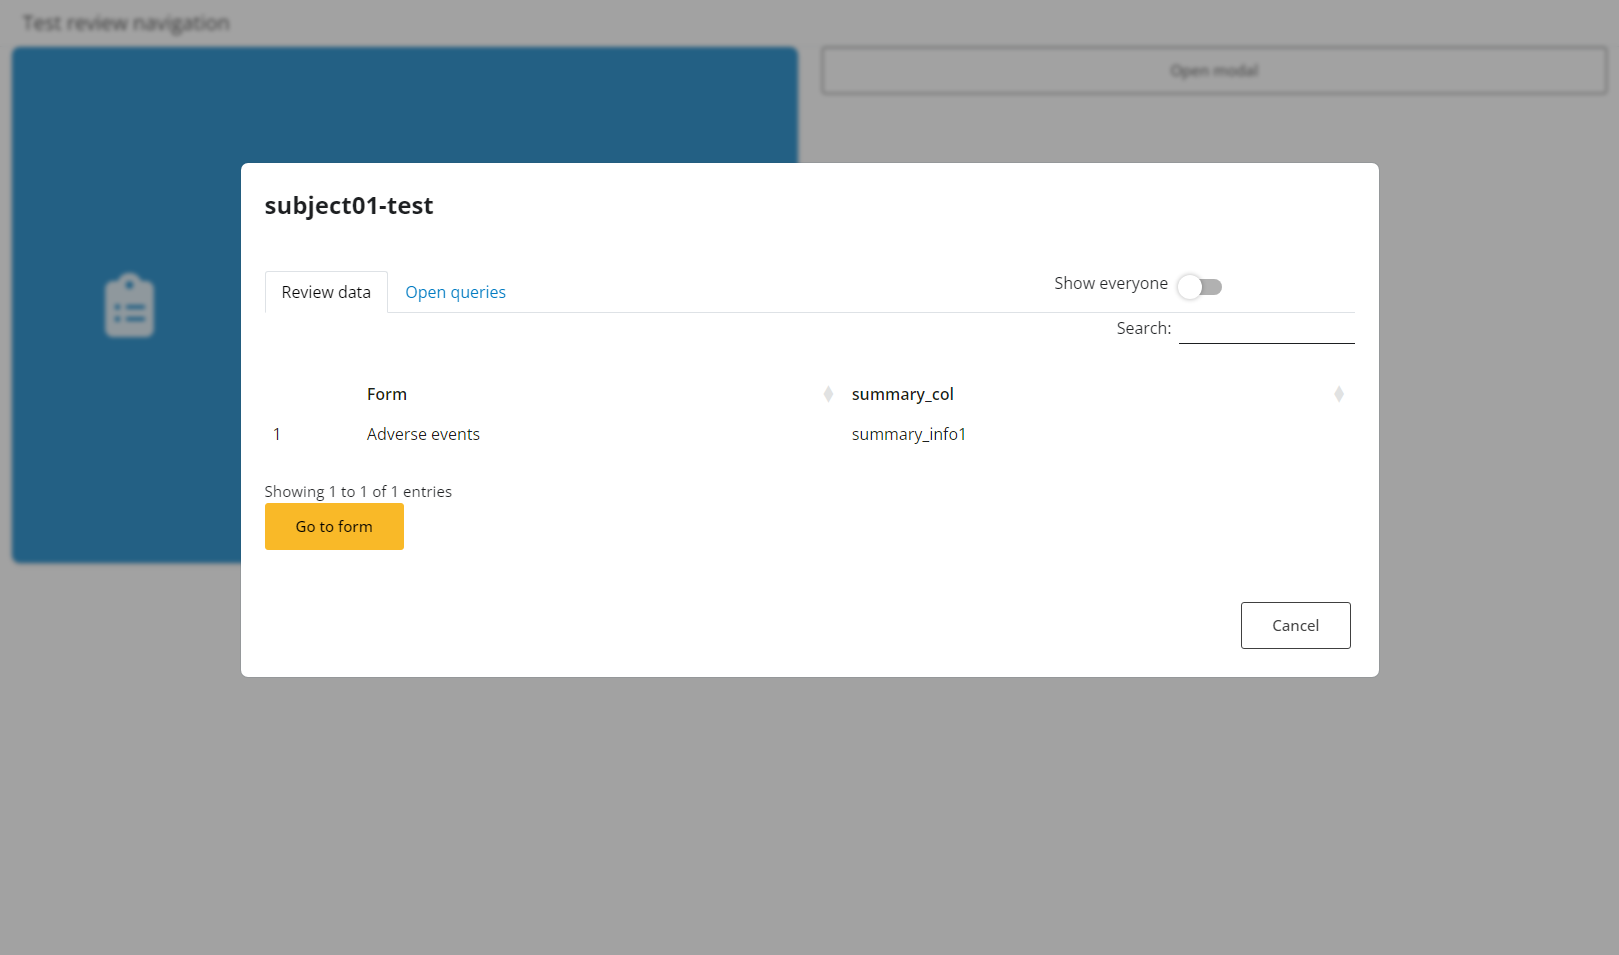 Test review navigation
Open modal
subject01-test
Review data
Open queries
Show everyone
Search:
Form
summary_col
1
Adverse events
summary_info1
Showing 1 to 1 of 1 entries
Go to form
Cancel